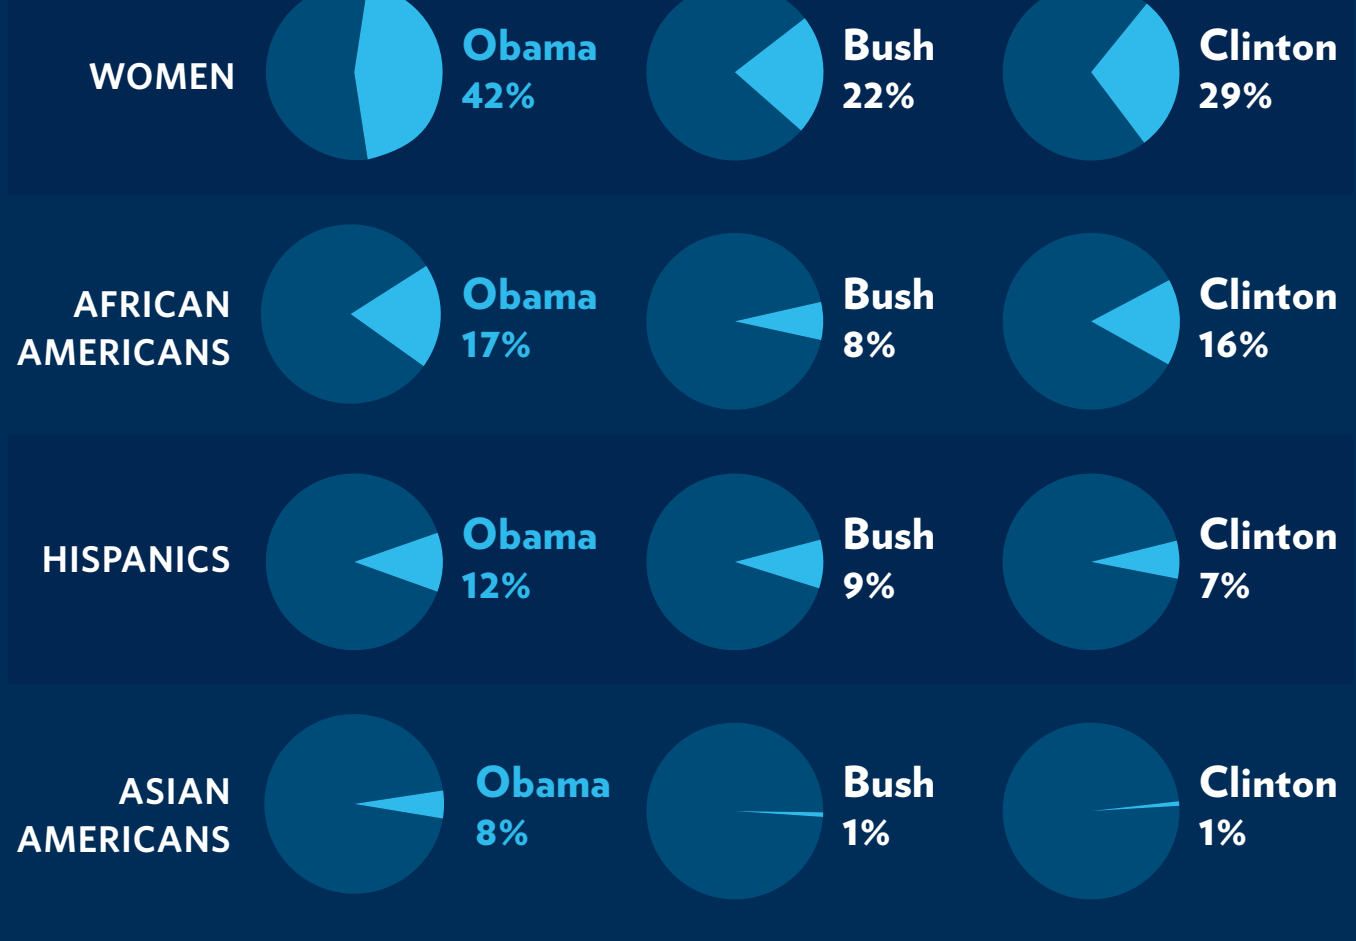 WOMEN
Obama
42%
Bush
22%
Clinton
29%
AFRICAN
AMERICANS
Obama
17%
Bush
8%
Clinton
16%
HISPANICS
Obama
12%
Bush
9%
Clinton
7%
ASIAN
AMERICANS
Obama
8%
Bush
1%
Clinton
1%